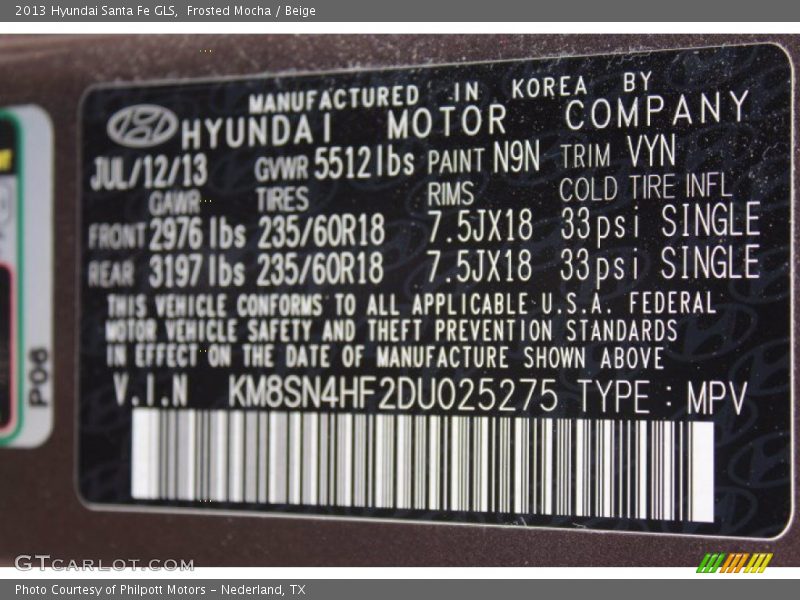 2013 Hyundai Santa Fe GLS,  Frosted Mocha / Beige
MANUFACTURED IN KOREA BY
HYUNDAI MOTOR COMPANY
JUL/12/13 GVWR 5512lbs PAINT N9N TRIM VYN
GAWR TIRES RIMS COLD TIRE INFL
FRONT 2976 lbs 235/60R18 7.5JX18 33psi SINGLE
REAR 3197 lbs 235/60R18 7.5JX18 33psi SINGLE
THIS VEHICLE CONFORMS TO ALL APPLICABLE U.S.A. FEDERAL
MOTOR VEHICLE SAFETY AND THEFT PREVENTION STANDARDS
IN EFFECT ON THE DATE OF MANUFACTURE SHOWN ABOVE
V.I.N KM8SN4HF2DU025275 TYPE : MPV
P06
GTCARLOT.COM
Photo Courtesy of Philpott Motors - Nederland, TX